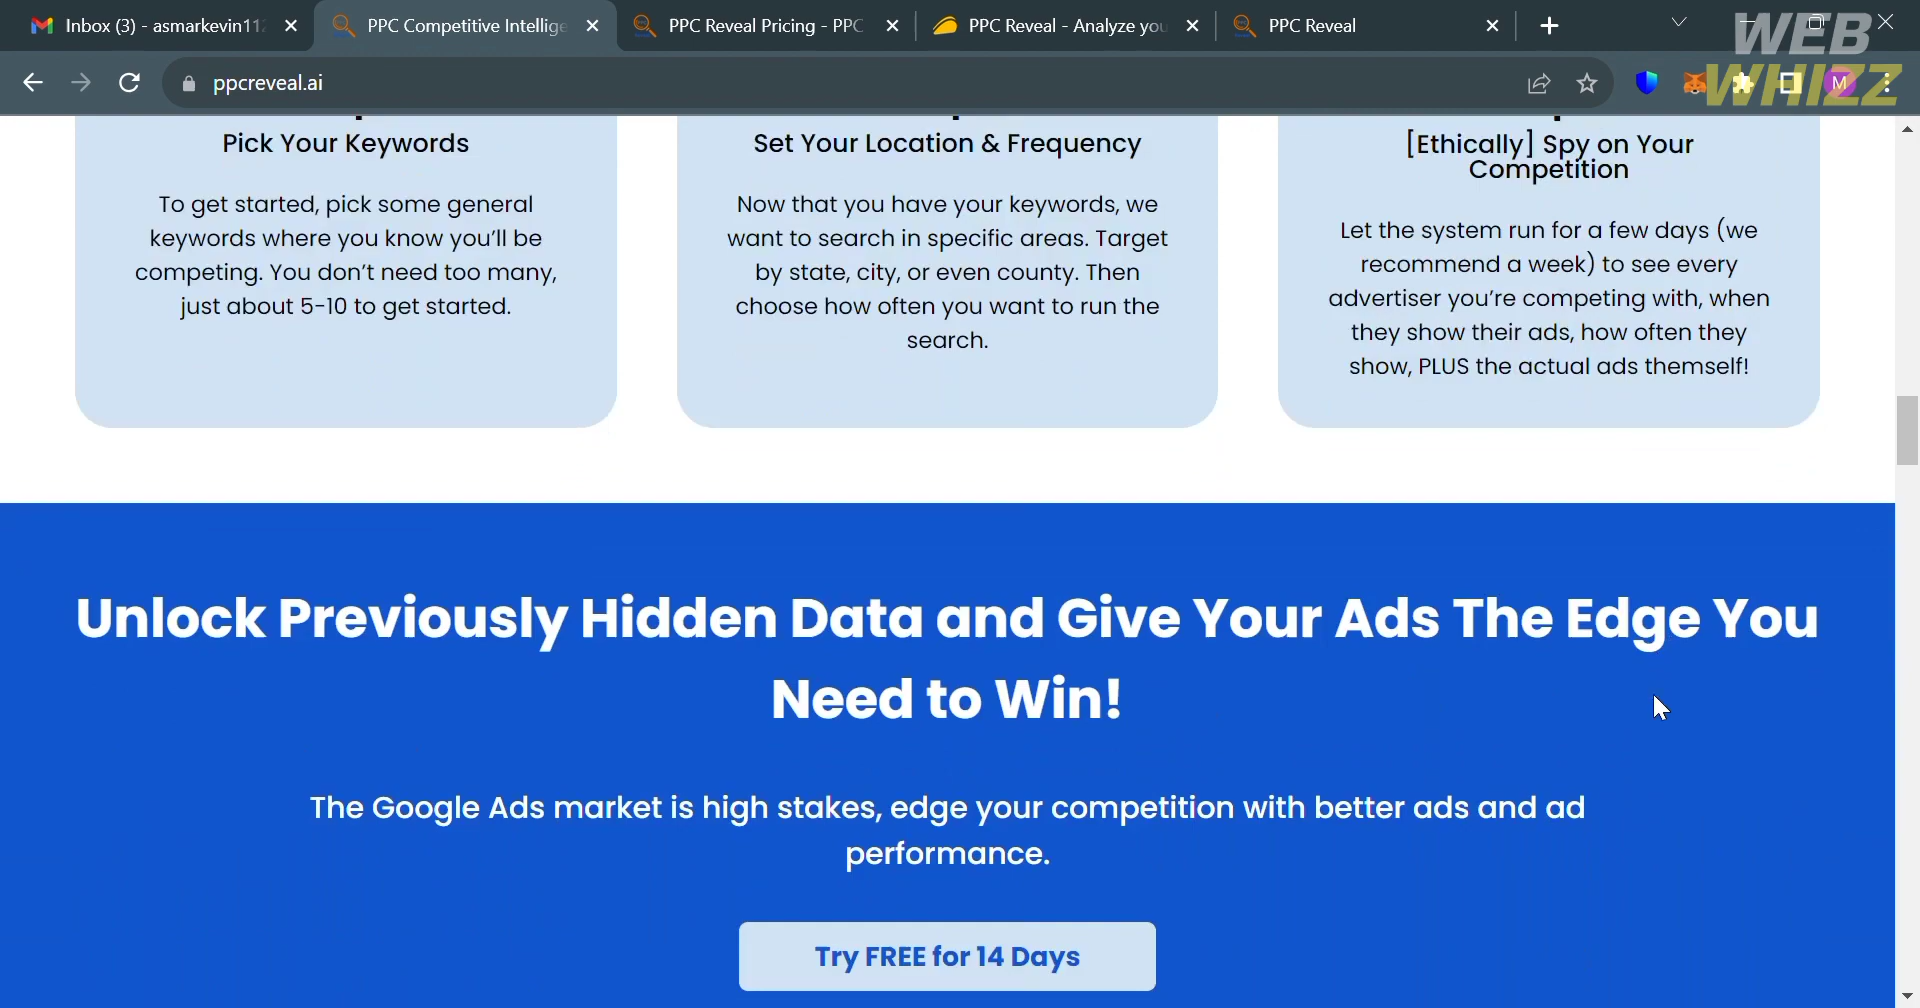 Inbox (3) - asmarkevin112
PPC Competitive Intellige
PPC Reveal Pricing - PPC
PPC Reveal - Analyze you
PPC Reveal
WEB
WHIZZ
ppcreveal.ai
M
Pick Your Keywords
To get started, pick some general
keywords where you know you’ll be
competing. You don’t need too many,
just about 5-10 to get started.
Set Your Location & Frequency
Now that you have your keywords, we
want to search in specific areas. Target
by state, city, or even county. Then
choose how often you want to run the
search.
[Ethically] Spy on Your
Competition
Let the system run for a few days (we
recommend a week) to see every
advertiser you’re competing with, when
they show their ads, how often they
show, PLUS the actual ads themself!
Unlock Previously Hidden Data and Give Your Ads The Edge You
Need to Win!
The Google Ads market is high stakes, edge your competition with better ads and ad
performance.
Try FREE for 14 Days